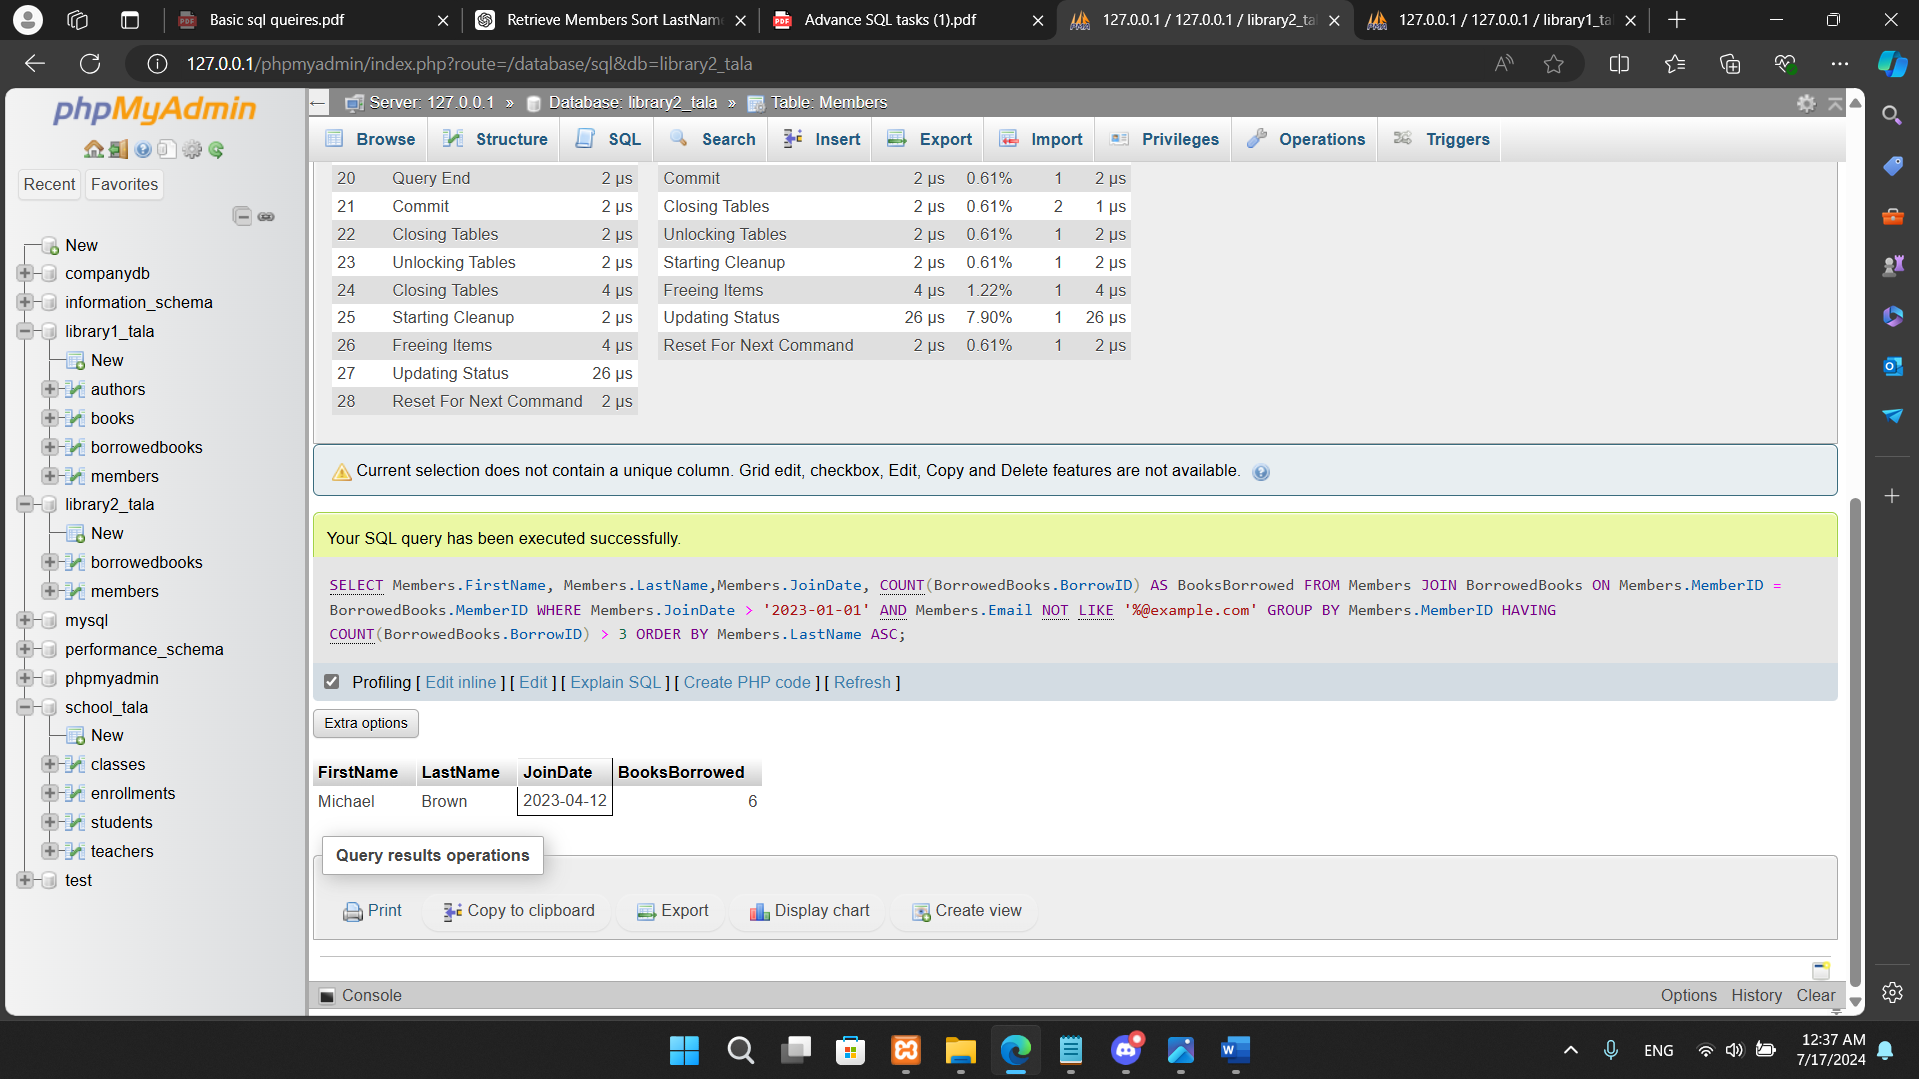 Basic sql queires.pdf
Retrieve Members Sort LastName
Advance SQL tasks (1).pdf
127.0.0.1 / 127.0.0.1 / library2_ta
127.0.0.1 / 127.0.0.1 / library1_ta
127.0.0.1/phpmyadmin/index.php?route=/database/sql&db=library2_tala
phpMyAdmin
Recent
Favorites
New
companydb
information_schema
library1_tala
New
authors
books
borrowedbooks
members
library2_tala
New
borrowedbooks
members
mysql
performance_schema
phpmyadmin
school_tala
New
classes
enrollments
students
teachers
test
Server: 127.0.0.1 » Database: library2_tala » Table: Members
Browse Structure SQL Search Insert Export Import Privileges Operations Triggers
20 Query End 2 µs Commit 2 µs 0.61% 1 2 µs
21 Commit 2 µs Closing Tables 2 µs 0.61% 2 1 µs
22 Closing Tables 2 µs Unlocking Tables 2 µs 0.61% 1 2 µs
23 Unlocking Tables 2 µs Starting Cleanup 2 µs 0.61% 1 2 µs
24 Closing Tables 4 µs Freeing Items 4 µs 1.22% 1 4 µs
25 Starting Cleanup 2 µs Updating Status 26 µs 7.90% 1 26 µs
26 Freeing Items 4 µs Reset For Next Command 2 µs 0.61% 1 2 µs
27 Updating Status 26 µs
28 Reset For Next Command 2 µs
Current selection does not contain a unique column. Grid edit, checkbox, Edit, Copy and Delete features are not available.
Your SQL query has been executed successfully.
SELECT Members.FirstName, Members.LastName,Members.JoinDate, COUNT(BorrowedBooks.BorrowID) AS BooksBorrowed FROM Members JOIN BorrowedBooks ON Members.MemberID =
BorrowedBooks.MemberID WHERE Members.JoinDate > '2023-01-01' AND Members.Email NOT LIKE '%@example.com' GROUP BY Members.MemberID HAVING
COUNT(BorrowedBooks.BorrowID) > 3 ORDER BY Members.LastName ASC;
Profiling [ Edit inline ] [ Edit ] [ Explain SQL ] [ Create PHP code ] [ Refresh ]
Extra options
FirstName LastName JoinDate BooksBorrowed
Michael Brown 2023-04-12 6
Query results operations
Print Copy to clipboard Export Display chart Create view
Console
Options History Clear
ENG
12:37 AM
7/17/2024